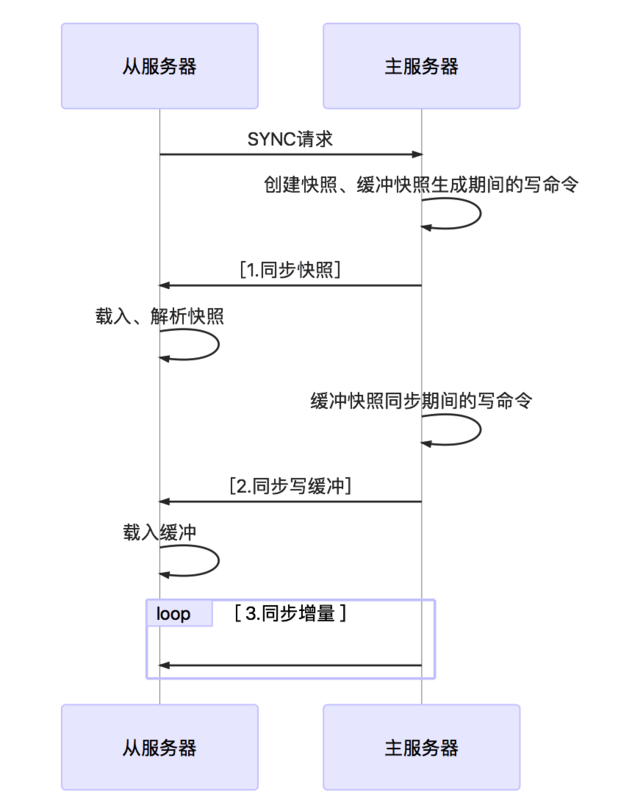 从服务器
主服务器
SYNC请求
创建快照、缓冲快照生成期间的写命令
[1.同步快照]
载入、解析快照
缓冲快照同步期间的写命令
[2.同步写缓冲]
载入缓冲
loop
[ 3.同步增量 ]
从服务器
主服务器